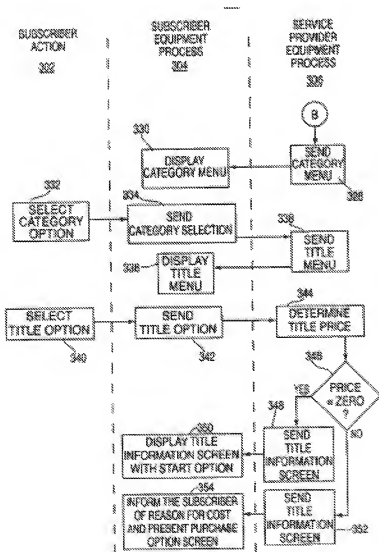 SUBSCRIBER
ACTION
302
SUBSCRIBER
EQUIPMENT
PROCESS
304
SERVICE
PROVIDER
EQUIPMENT
PROCESS
306
B
SEND
CATEGORY
MENU
328
330
DISPLAY
CATEGORY MENU
332
SELECT
CATEGORY
OPTION
334
SEND
CATEGORY SELECTION
336
SEND
TITLE MENU
338
DISPLAY
TITLE
MENU
SELECT
TITLE OPTION
340
SEND
TITLE OPTION
342
344
DETERMINE
TITLE PRICE
346
PRICE
= ZERO
?
YES
NO
348
SEND
TITLE
INFORMATION
SCREEN
350
DISPLAY TITLE
INFORMATION SCREEN
WITH START OPTION
354
INFORM THE SUBSCRIBER
OF REASON FOR COST
AND PRESENT PURCHASE
OPTION SCREEN
SEND
TITLE
INFORMATION
SCREEN
352